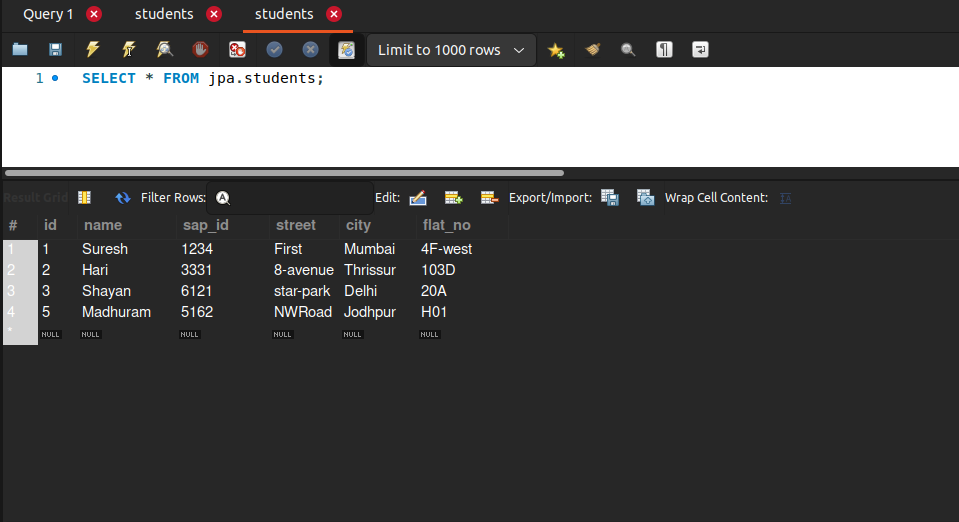 Query 1 students students
Limit to 1000 rows
1 SELECT * FROM jpa.students;
Result Grid Filter Rows: Edit: Export/Import: Wrap Cell Content:
# id name sap_id street city flat_no
1 1 Suresh 1234 First Mumbai 4F-west
2 2 Hari 3331 8-avenue Thrissur 103D
3 3 Shayan 6121 star-park Delhi 20A
4 5 Madhuram 5162 NWRoad Jodhpur H01
* NULL NULL NULL NULL NULL NULL